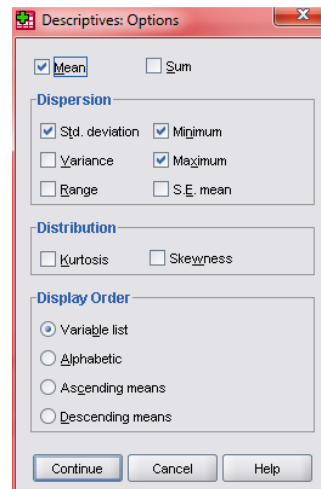 Descriptives: Options
Mean Sum
Dispersion
Std. deviation Minimum
Variance Maximum
Range S.E. mean
Distribution
Kurtosis Skewness
Display Order
Variable list
Alphabetic
Ascending means
Descending means
Continue Cancel Help